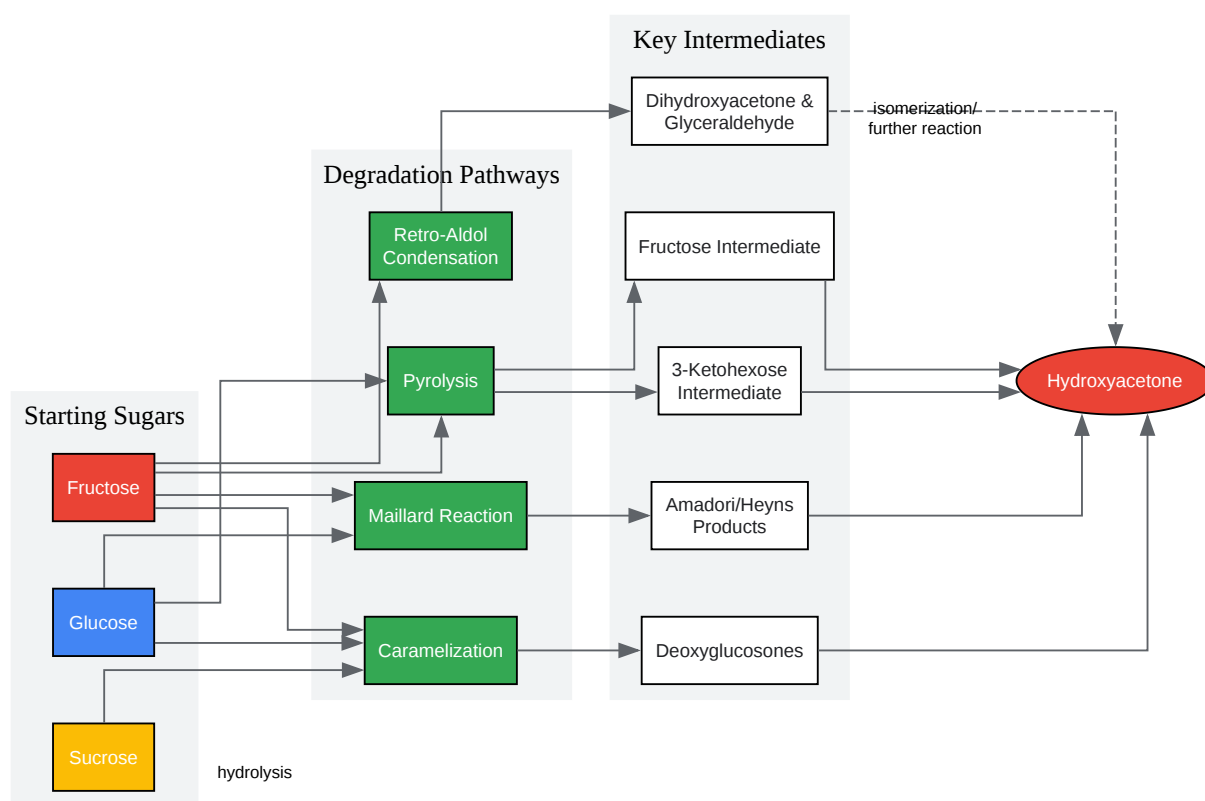 Key Intermediates
Dihydroxyacetone &
Glyceraldehyde
isomerization/
further reaction
Degradation Pathways
Retro-Aldol
Condensation
Fructose Intermediate
Pyrolysis
3-Ketohexose
Intermediate
Hydroxyacetone
Starting Sugars
Fructose
Maillard Reaction
Amadori/Heyns
Products
Glucose
Caramelization
Deoxyglucosones
Sucrose
hydrolysis